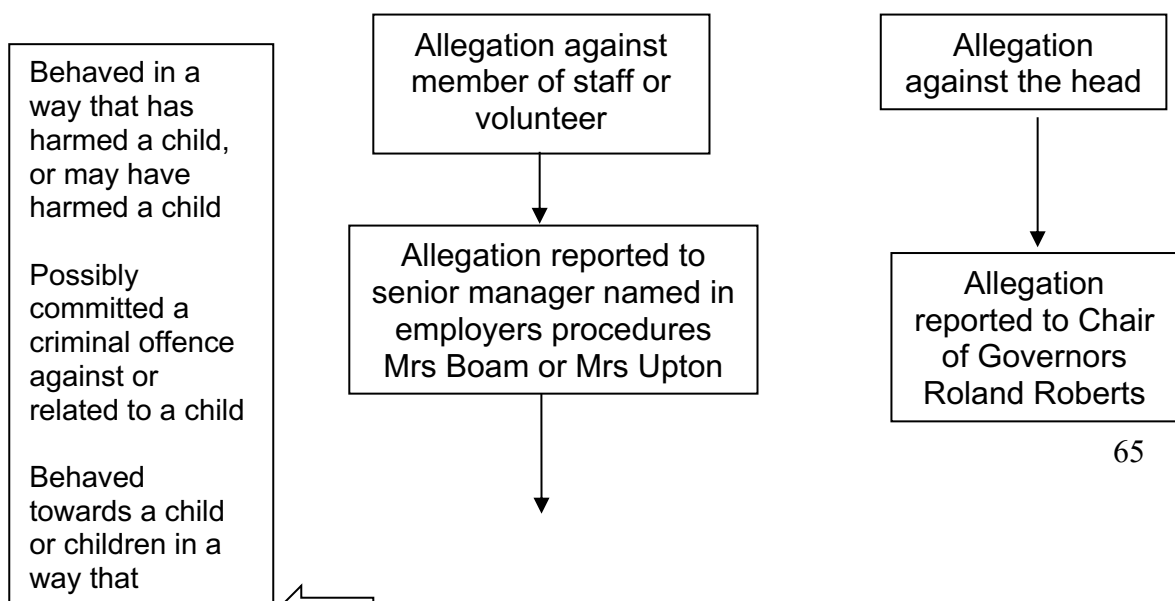 Behaved in a
way that has
harmed a child,
or may have
harmed a child
Possibly
committed a
criminal offence
against or
related to a child
Behaved
towards a child
or children in a
way that
Allegation against
member of staff or
volunteer
Allegation reported to
senior manager named in
employers procedures
Mrs Boam or Mrs Upton
Allegation
against the head
Allegation
reported to Chair
of Governors
Roland Roberts
65